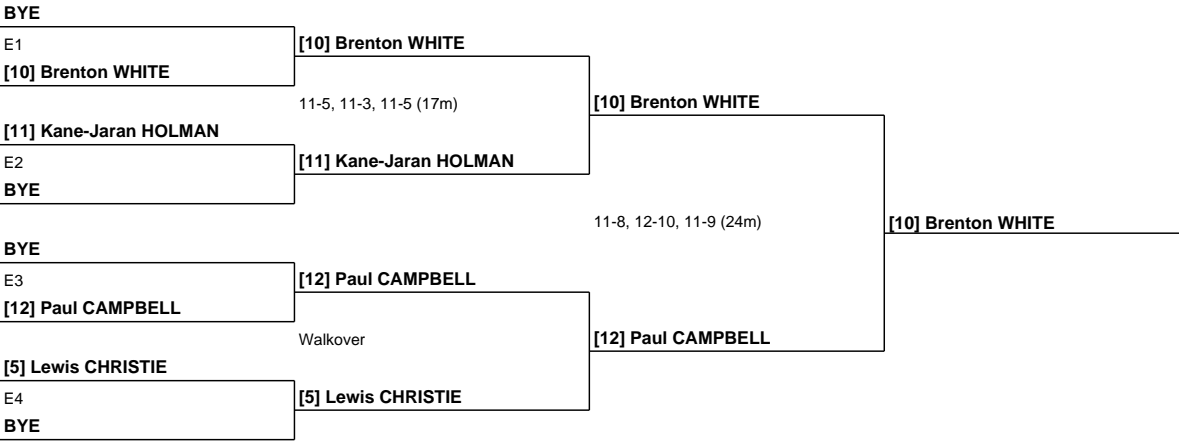 BYE
E1
[10] Brenton WHITE
[10] Brenton WHITE
11-5, 11-3, 11-5 (17m)
[10] Brenton WHITE
[11] Kane-Jaran HOLMAN
E2
[11] Kane-Jaran HOLMAN
BYE
11-8, 12-10, 11-9 (24m)
[10] Brenton WHITE
BYE
E3
[12] Paul CAMPBELL
[12] Paul CAMPBELL
Walkover
[12] Paul CAMPBELL
[5] Lewis CHRISTIE
E4
[5] Lewis CHRISTIE
BYE